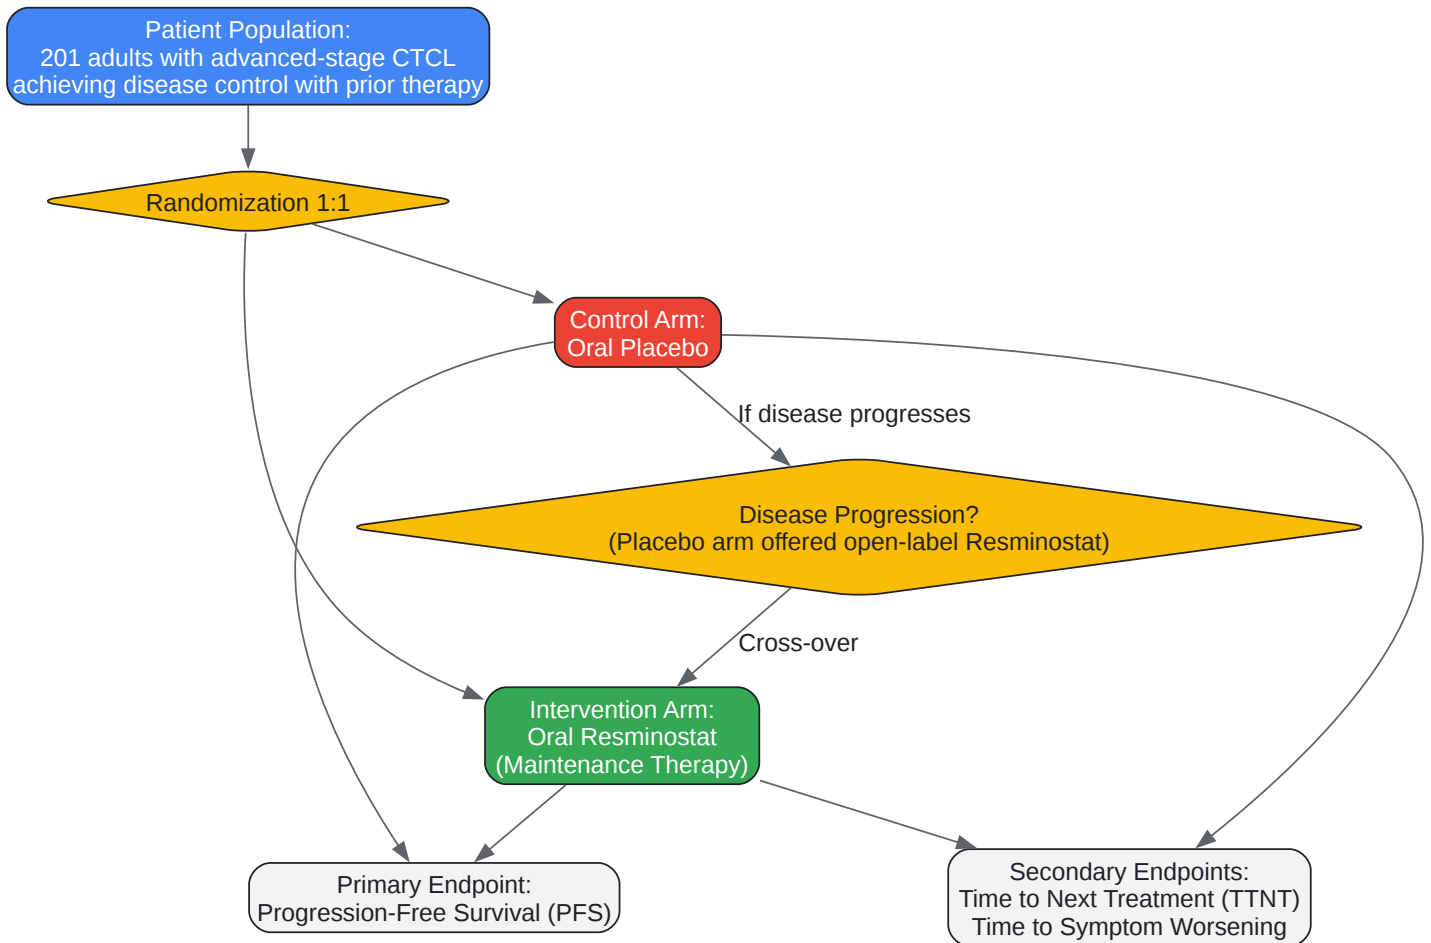 Patient Population:
201 adults with advanced-stage CTCL
achieving disease control with prior therapy
Randomization 1:1
Control Arm:
Oral Placebo
If disease progresses
Disease Progression?
(Placebo arm offered open-label Resminostat)
Cross-over
Intervention Arm:
Oral Resminostat
(Maintenance Therapy)
Primary Endpoint:
Progression-Free Survival (PFS)
Secondary Endpoints:
Time to Next Treatment (TTNT)
Time to Symptom Worsening